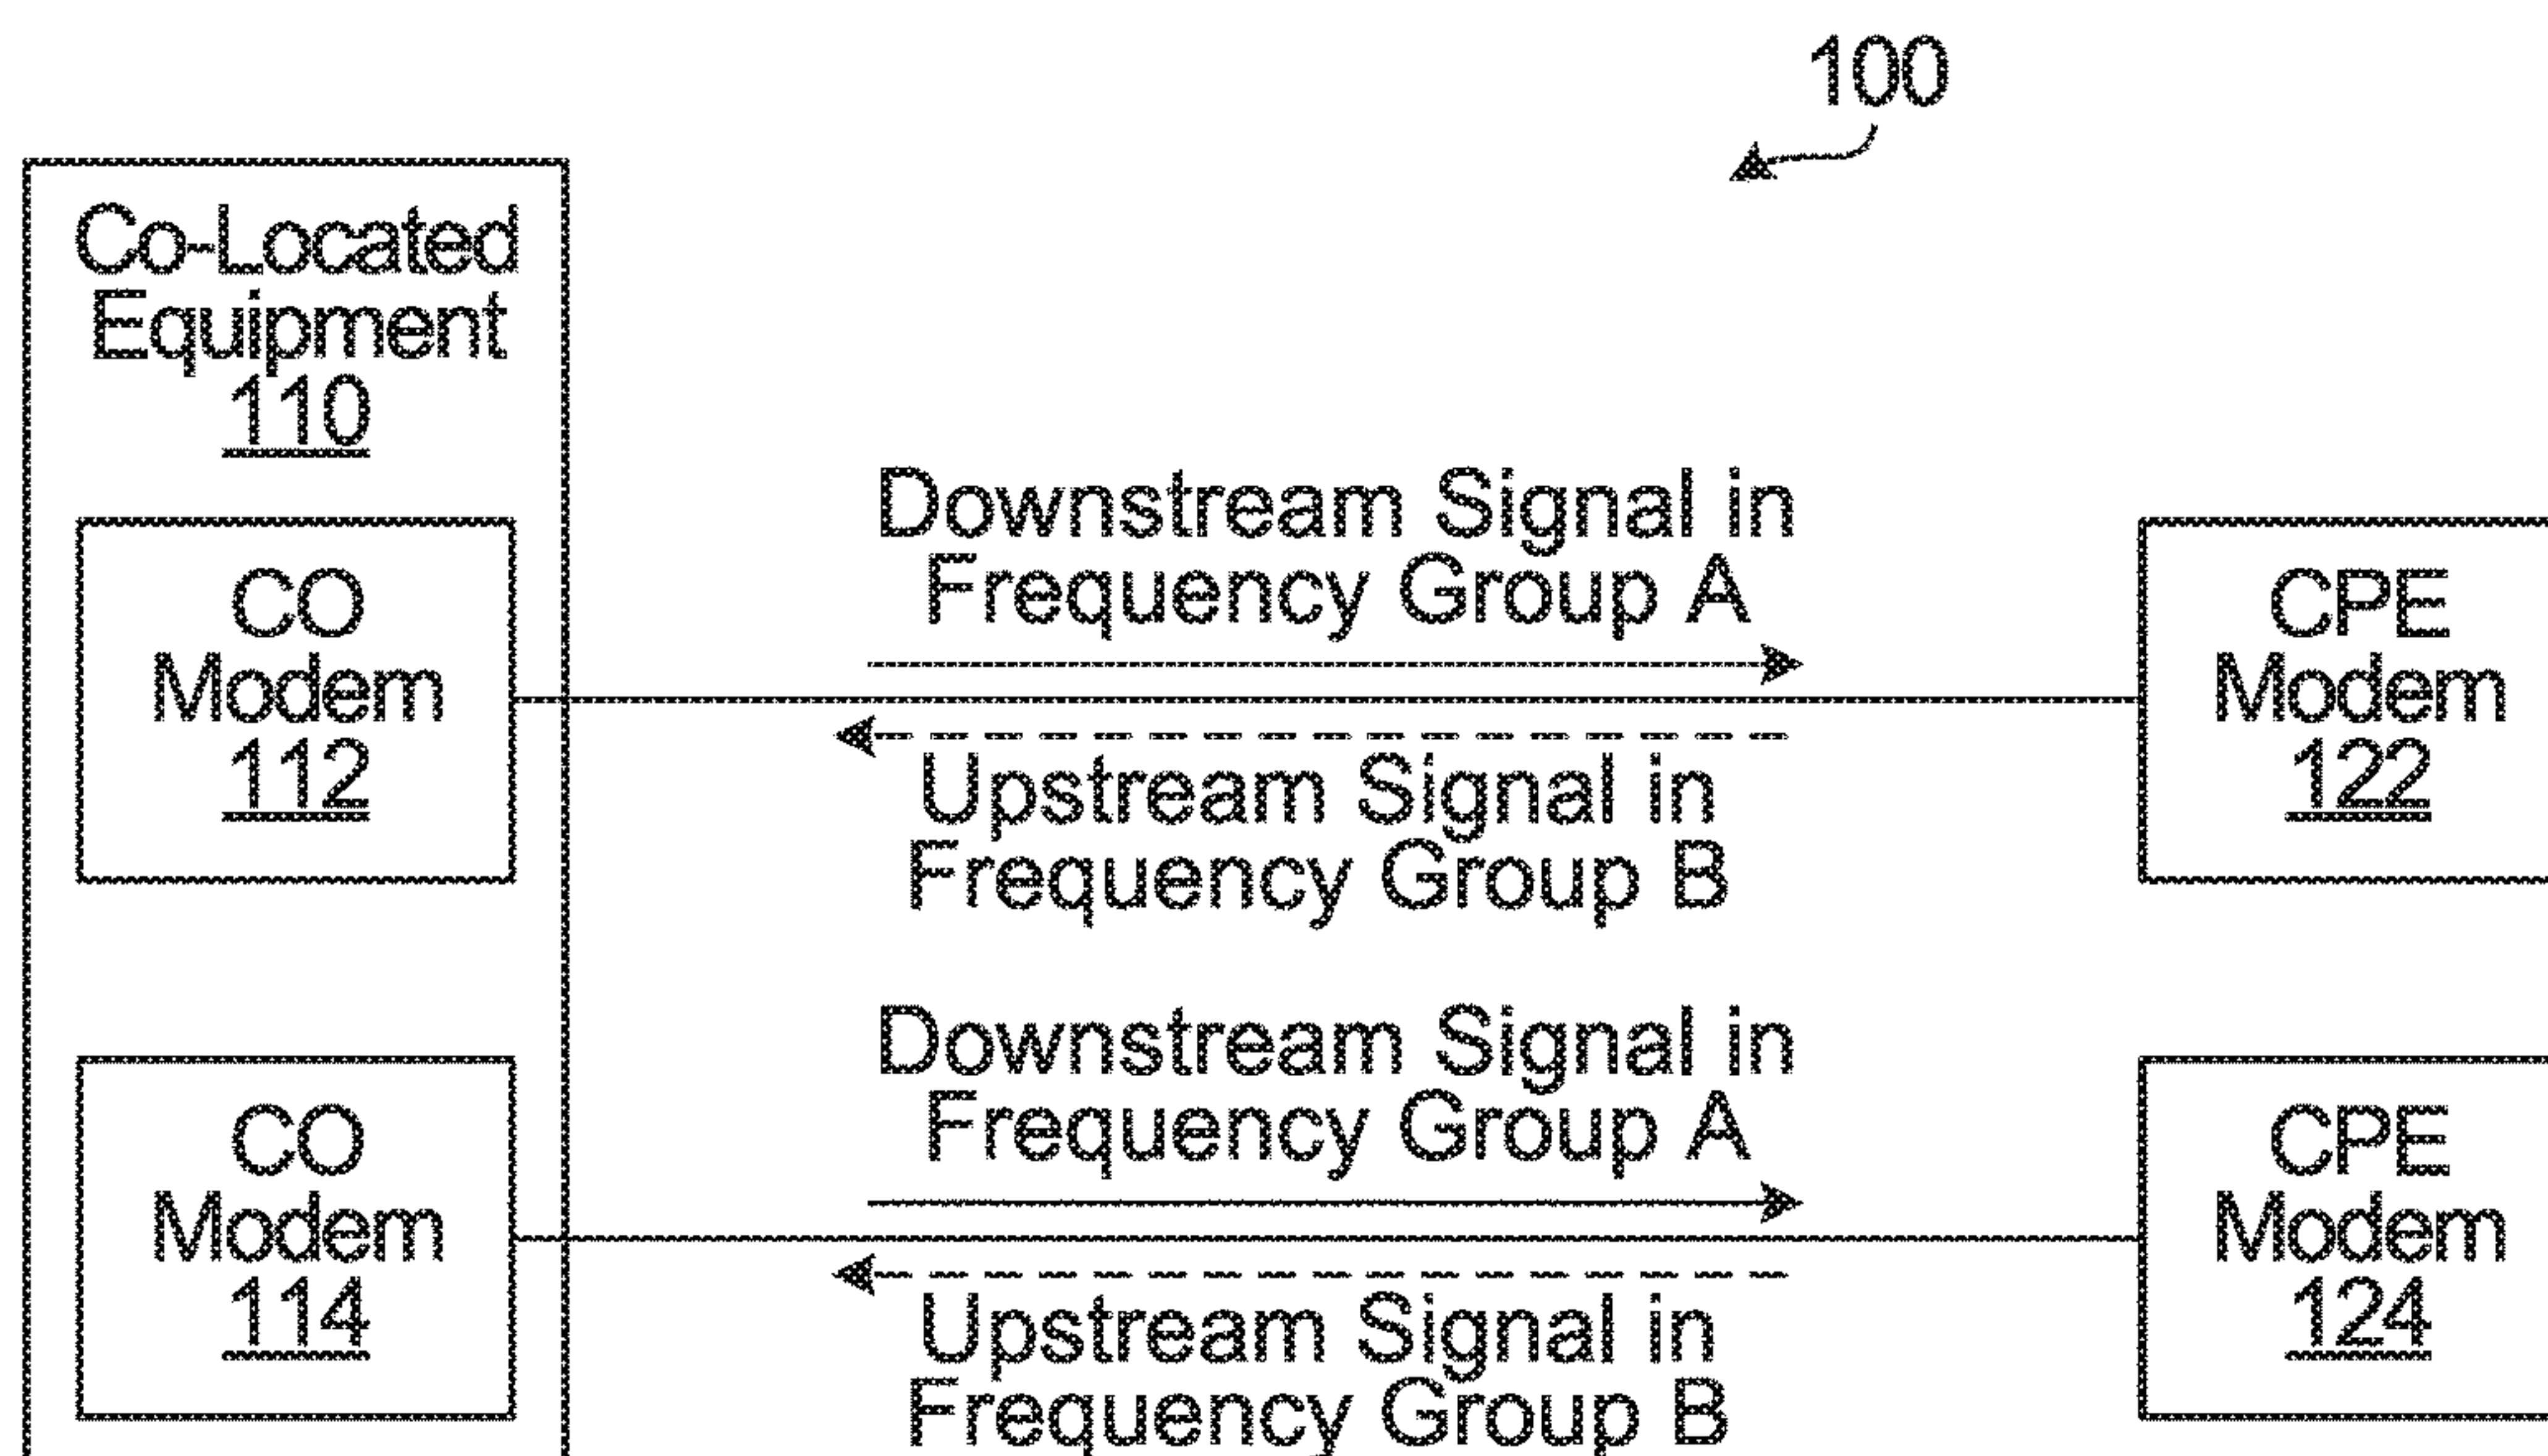 100
Co-Located
Equipment
110
Downstream Signal in
Frequency Group A
CO
Modem
112
CPE
Modem
122
Upstream Signal in
Frequency Group B
Downstream Signal in
Frequency Group A
CO
Modem
114
CPE
Modem
124
Upstream Signal in
Frequency Group B